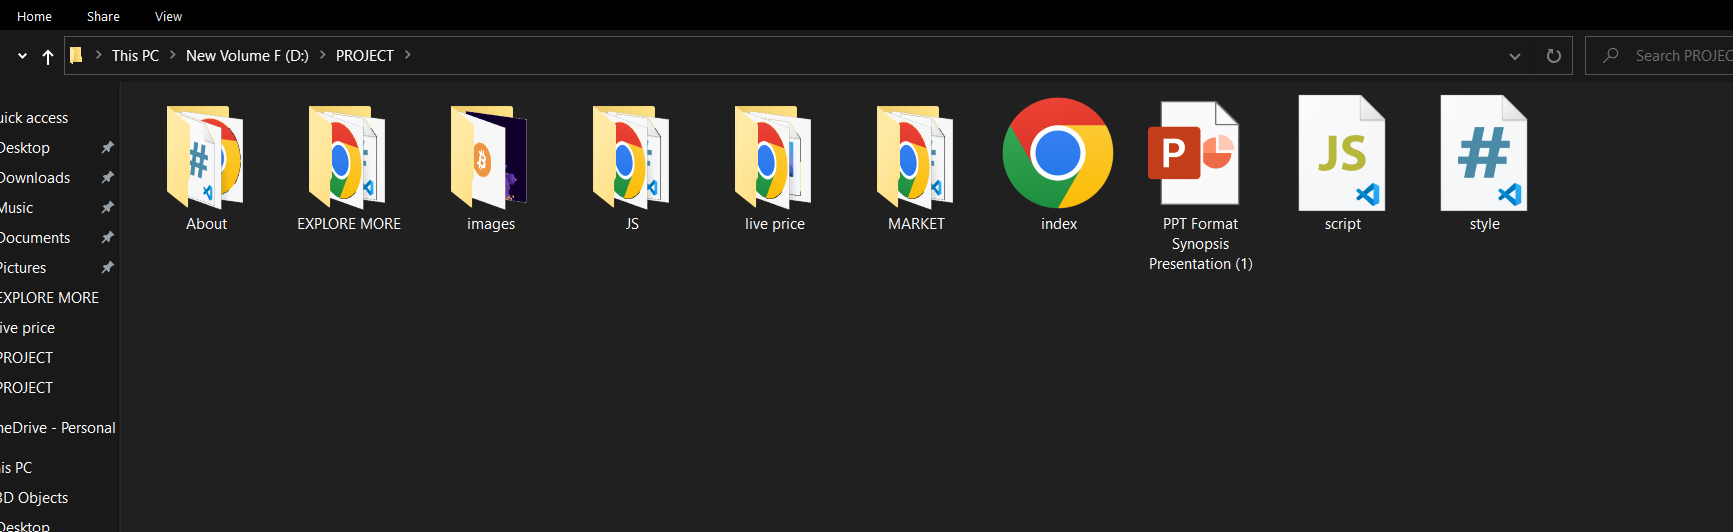 Home Share View
This PC New Volume F (D:) PROJECT
Search PROJEC
uick access
Desktop
Downloads
Music
Documents
Pictures
EXPLORE MORE
ive price
PROJECT
PROJECT
neDrive - Personal
is PC
3D Objects
Desktop
#
About
EXPLORE MORE
images
JS
live price
MARKET
index
P
PPT Format
Synopsis
Presentation (1)
JS
script
#
style